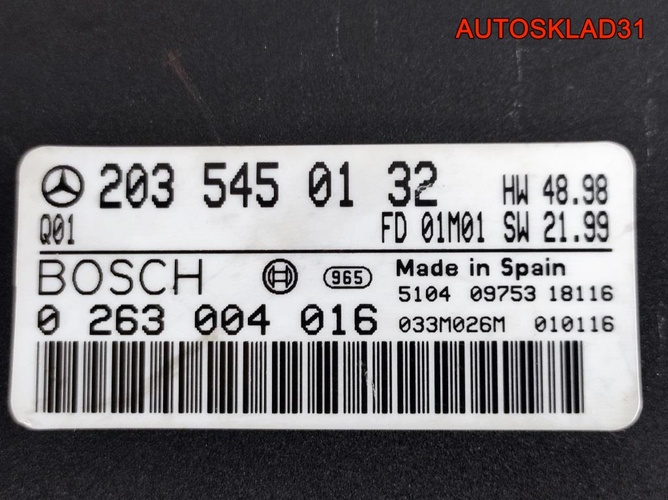 AUTOSKLAD31
203 545 01 32 HW 48.98
Q01 FD 01M01 SW 21.99
BOSCH 965 Made in Spain
5104 09753 18116
0 263 004 016 033M026M 010116